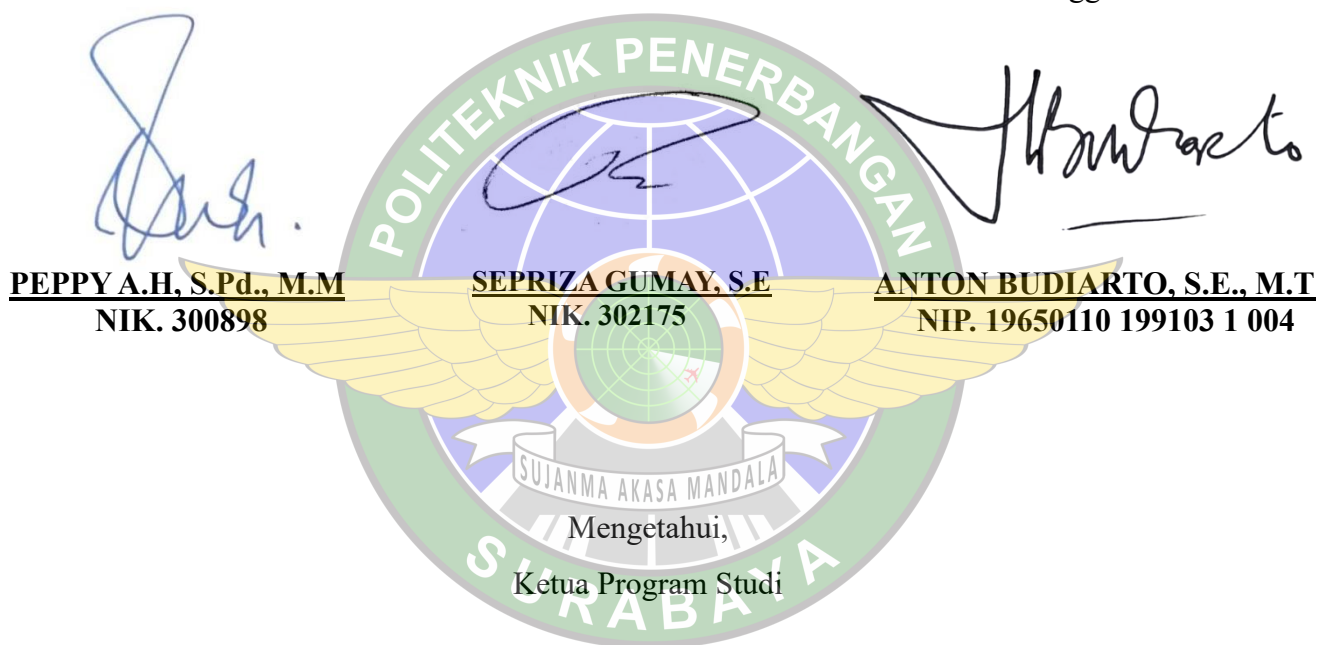 POLITEKNIK PENERBANGAN
PEPPY A.H, S.Pd., M.M
SEPRIZA GUMAY, S.E
ANTON BUDIARTO, S.E., M.T
NIK. 300898
NIK. 302175
NIP. 19650110 199103 1 004
SUJANMA AKASA MANDALA
Mengetahui,
Ketua Program Studi
SURABAYA